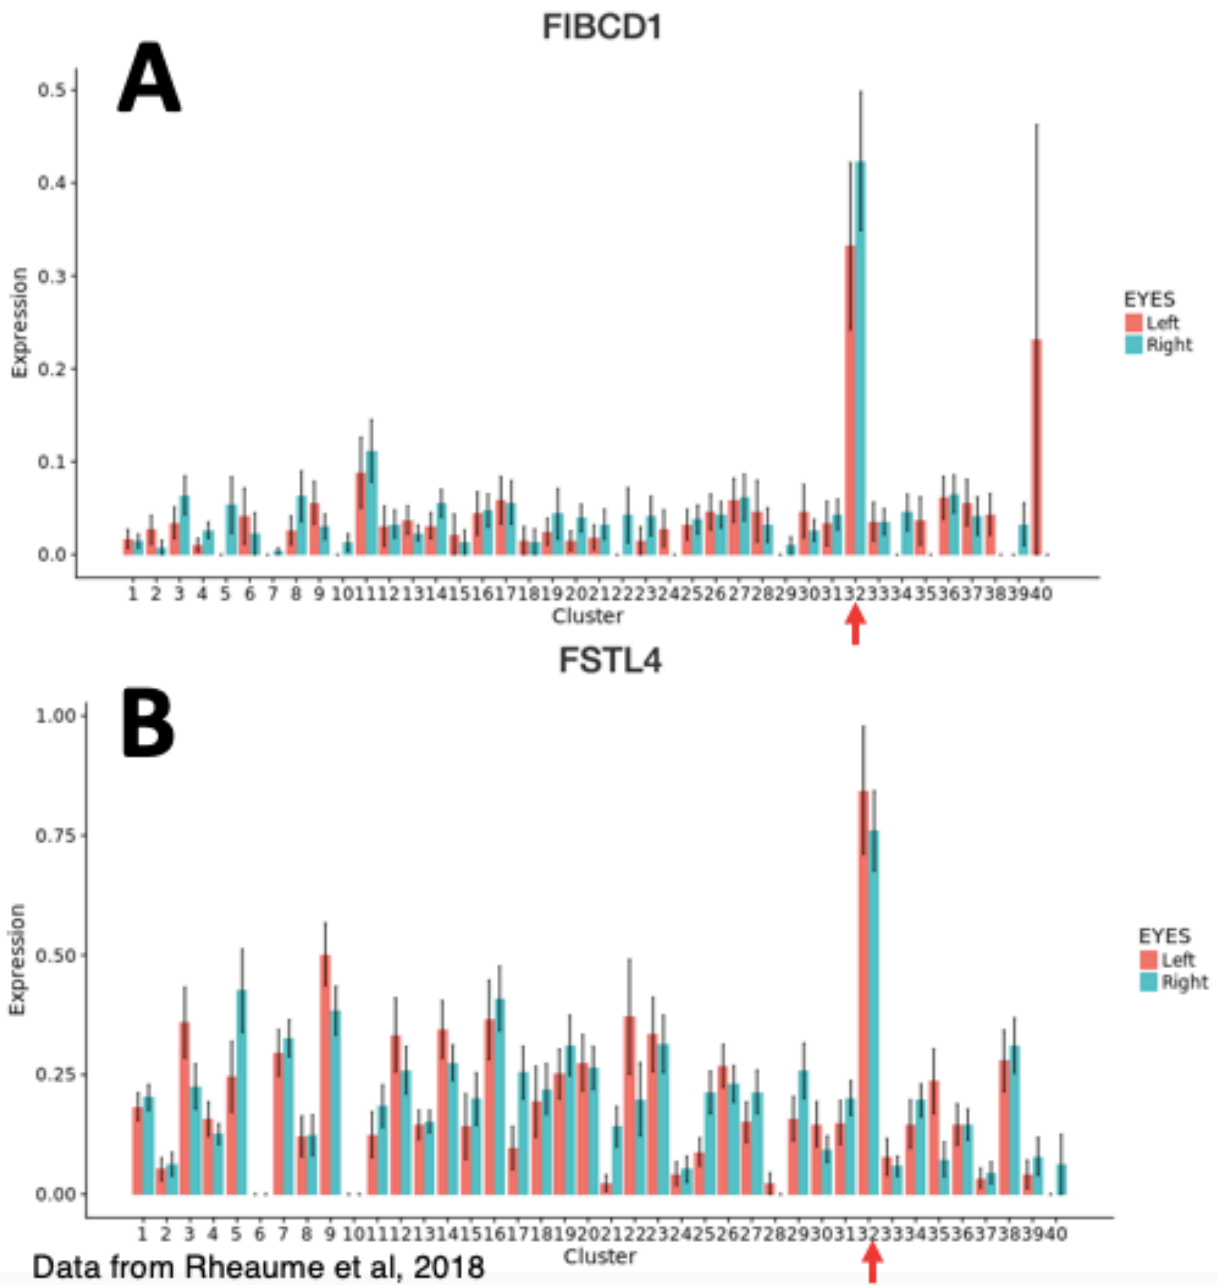 FIBCD1
A
0.5
0.4
0.3
0.2
0.1
0.0
Expression
EYES
Left
Right
1 2 3 4 5 6 7 8 9 10 11 12 13 14 15 16 17 18 19 20 21 22 23 24 25 26 27 28 29 30 31 32 33 34 35 36 37 38 39 40
Cluster
FSTL4
B
1.00
0.75
0.50
0.25
0.00
Expression
EYES
Left
Right
1 2 3 4 5 6 7 8 9 10 11 12 13 14 15 16 17 18 19 20 21 22 23 24 25 26 27 28 29 30 31 32 33 34 35 36 37 38 39 40
Cluster
Data from Rheaume et al, 2018